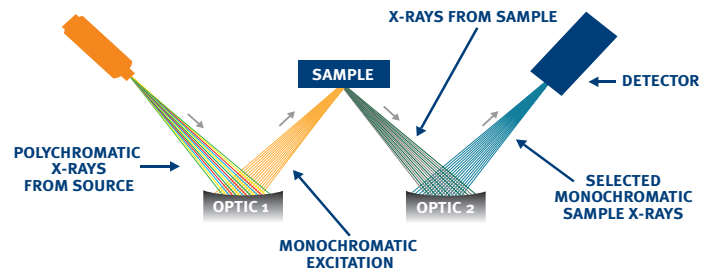 X-RAYS FROM SAMPLE
SAMPLE
DETECTOR
POLYCHROMATIC
X-RAYS
FROM SOURCE
OPTIC 1
OPTIC 2
SELECTED
MONOCHROMATIC
SAMPLE X-RAYS
MONOCHROMATIC
EXCITATION